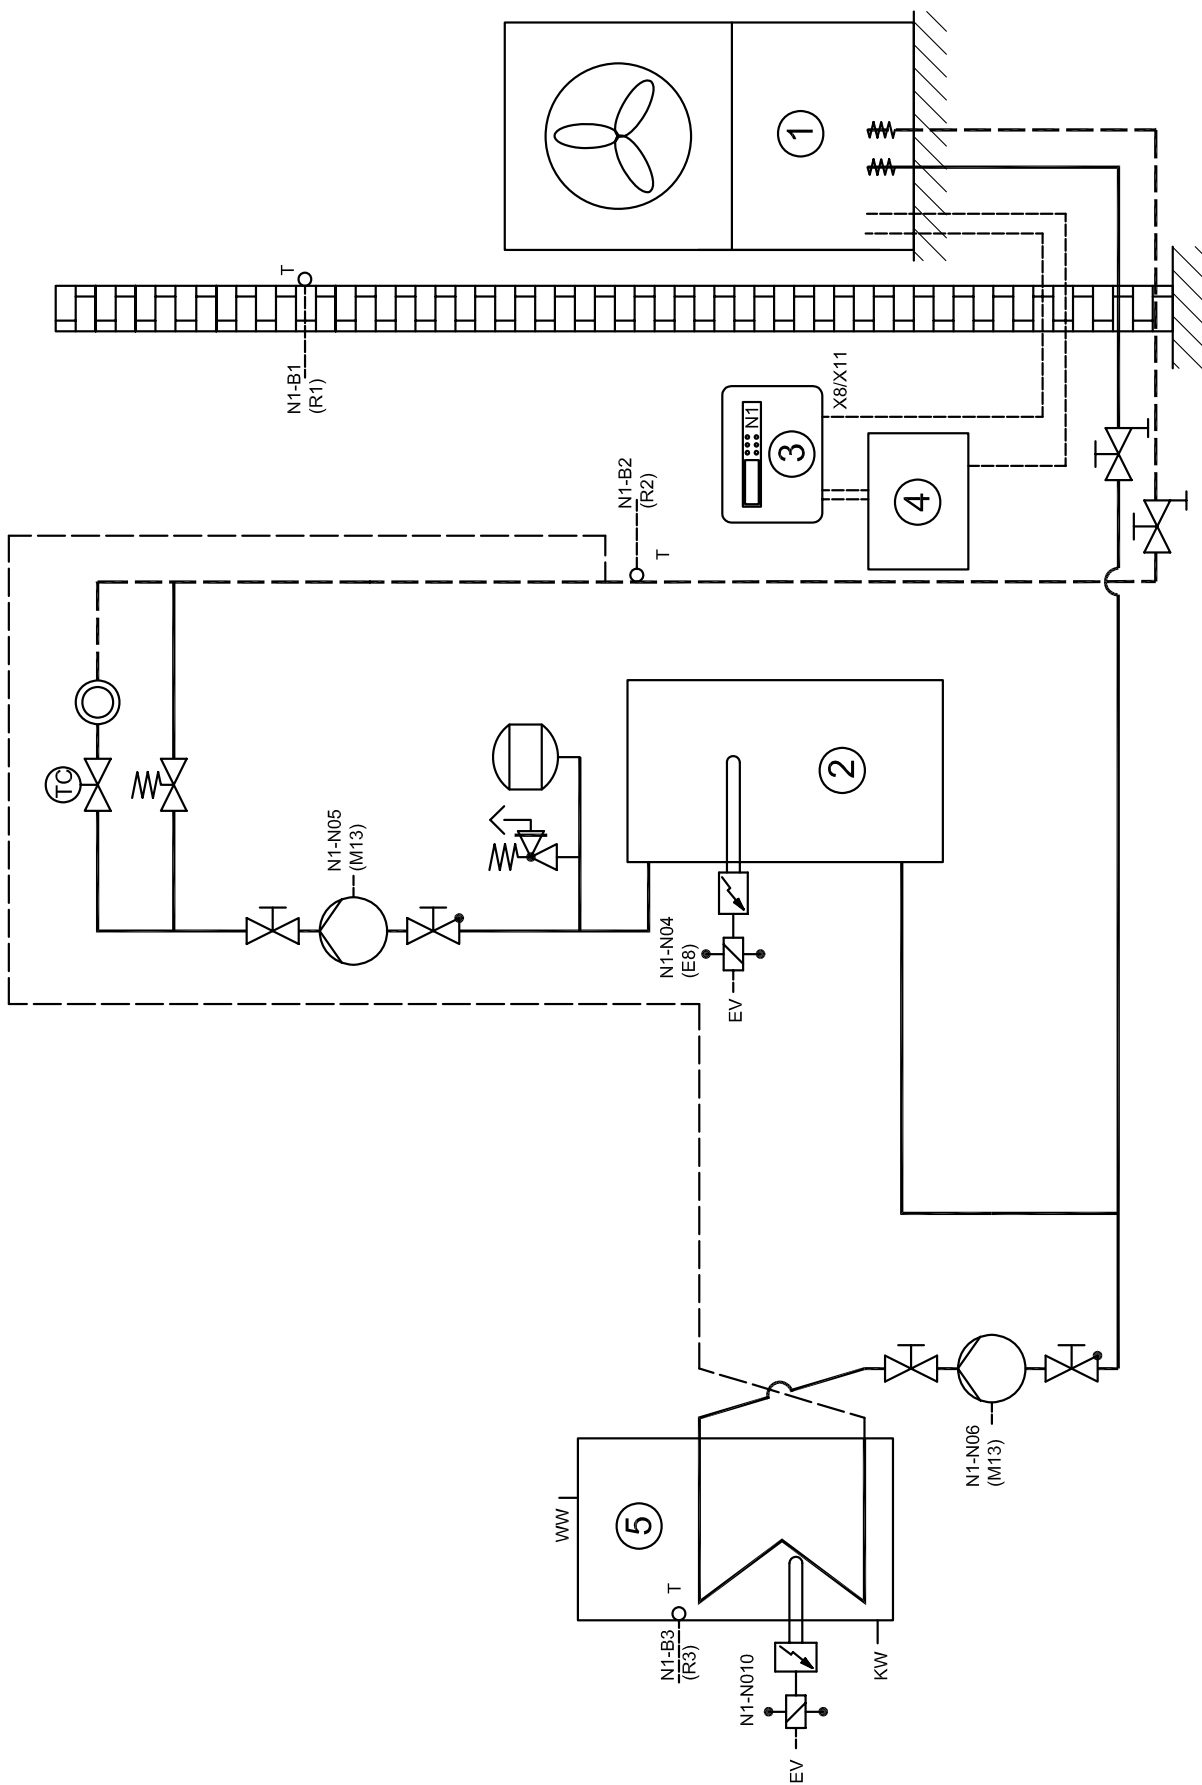 1
T
N1-B1
(R1)
X8/X11
N1
3
4
N1-B2
(R2)
T
TC
N1-N05
(M13)
2
N1-N04
(E8)
EV
N1-N06
(M13)
WW
5
T
N1-B3
(R3)
N1-N010
KW
EV